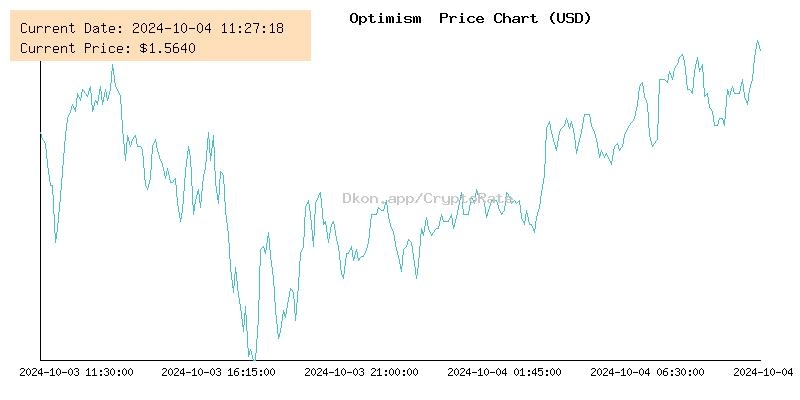 Optimism  Price Chart (USD)
Current Date: 2024-10-04 11:27:18
Current Price: $1.5640
Dkon.app/CryptoRate
2024-10-03 11:30:00 2024-10-03 16:15:00 2024-10-03 21:00:00 2024-10-04 01:45:00 2024-10-04 06:30:00 2024-10-04